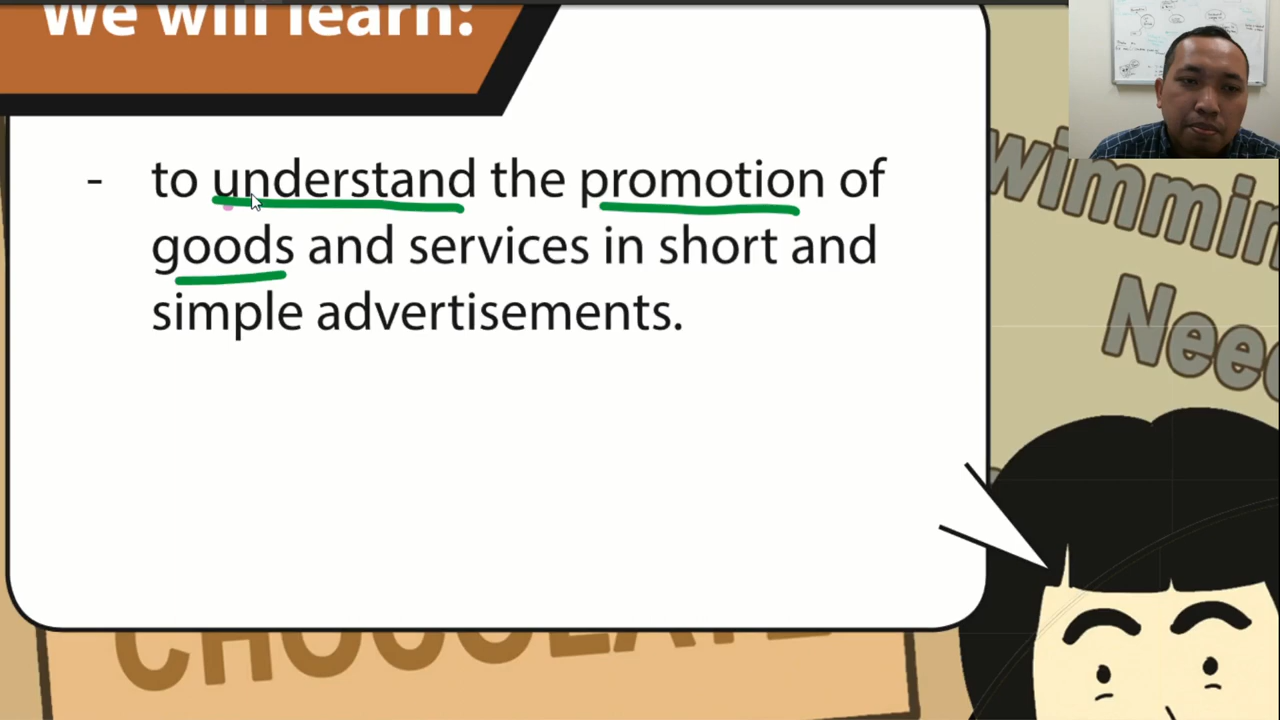 We will learn:
- to understand the promotion of
goods and services in short and
simple advertisements.
wimmin
Nee
CHOCOLATE